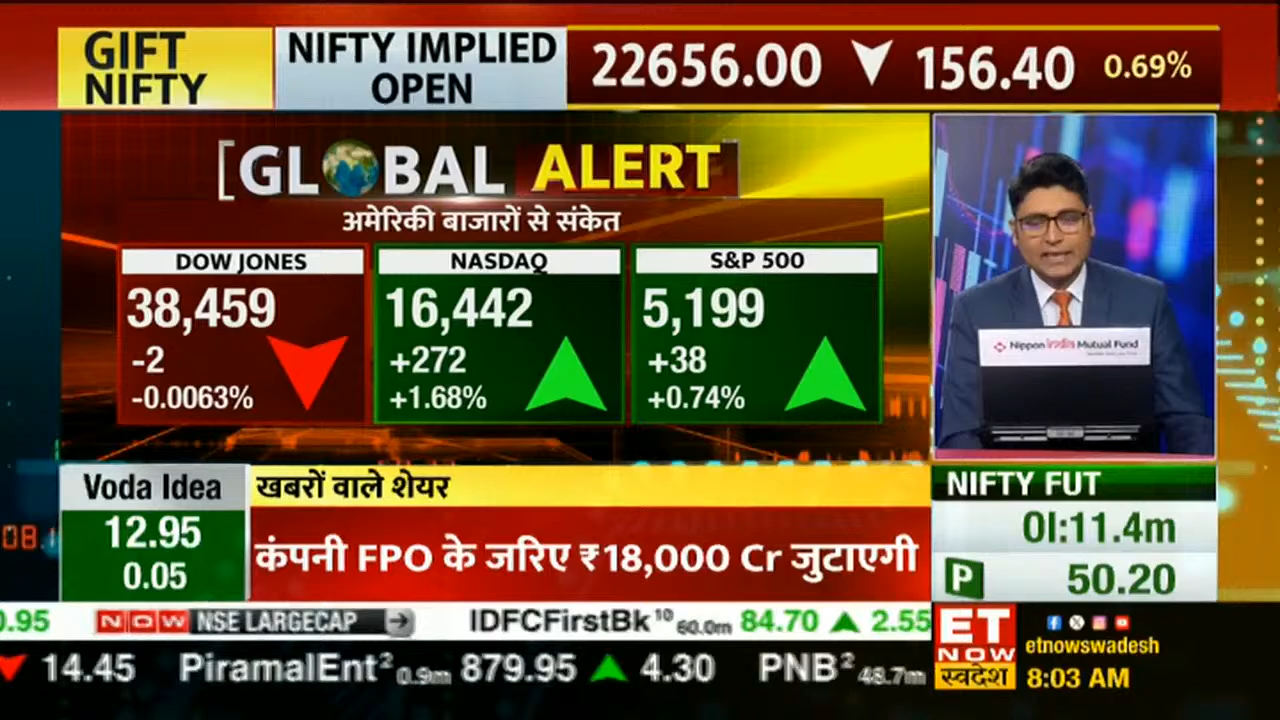 GIFT
NIFTY
NIFTY IMPLIED
OPEN
22656.00 156.40 0.69%
[GLOBAL ALERT]
अमेरिकी बाजारों से संकेत
DOW JONES
38,459
-2
-0.0063%
NASDAQ
16,442
+272
+1.68%
S&P 500
5,199
+38
+0.74%
Nippon india Mutual Fund
Voda Idea
12.95
0.05
खबरों वाले शेयर
कंपनी FPO के जरिए ₹18,000 Cr जुटाएगी
NIFTY FUT
OI:11.4m
P 50.20
0.95 NOW NSE LARGECAP IDFCFirstBk 10 60.0m 84.70 2.55
14.45 PiramalEnt 2 0.9m 879.95 4.30 PNB 2 48.7m
ET
NOW
स्वदेश
etnowswadesh
8:03 AM